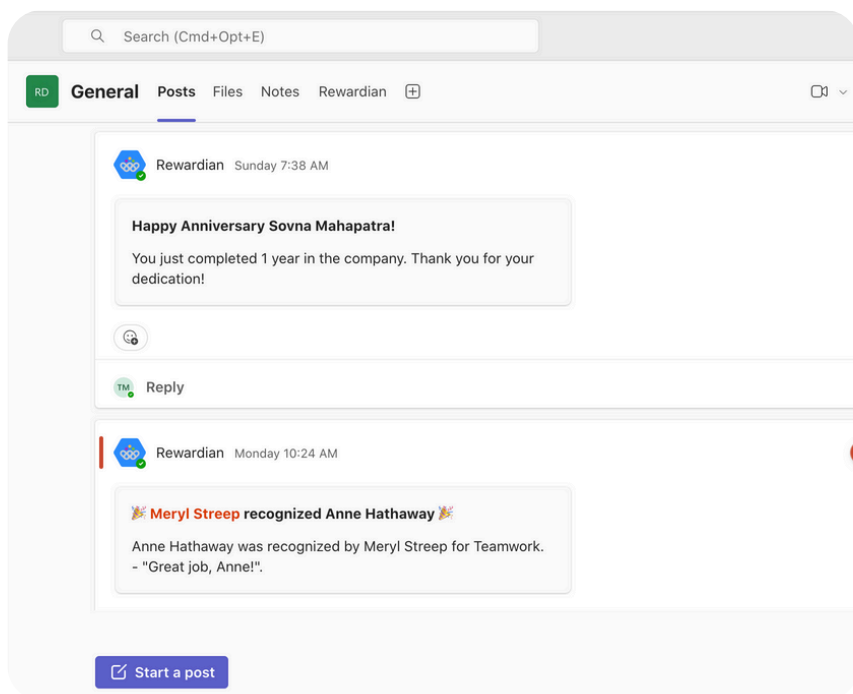 Search (Cmd+Opt+E)
RD General Posts Files Notes Rewardian
Rewardian Sunday 7:38 AM
Happy Anniversary Sovna Mahapatra!
You just completed 1 year in the company. Thank you for your
dedication!
TM Reply
Rewardian Monday 10:24 AM
🎉 Meryl Streep recognized Anne Hathaway 🎉
Anne Hathaway was recognized by Meryl Streep for Teamwork.
- "Great job, Anne!".
Start a post